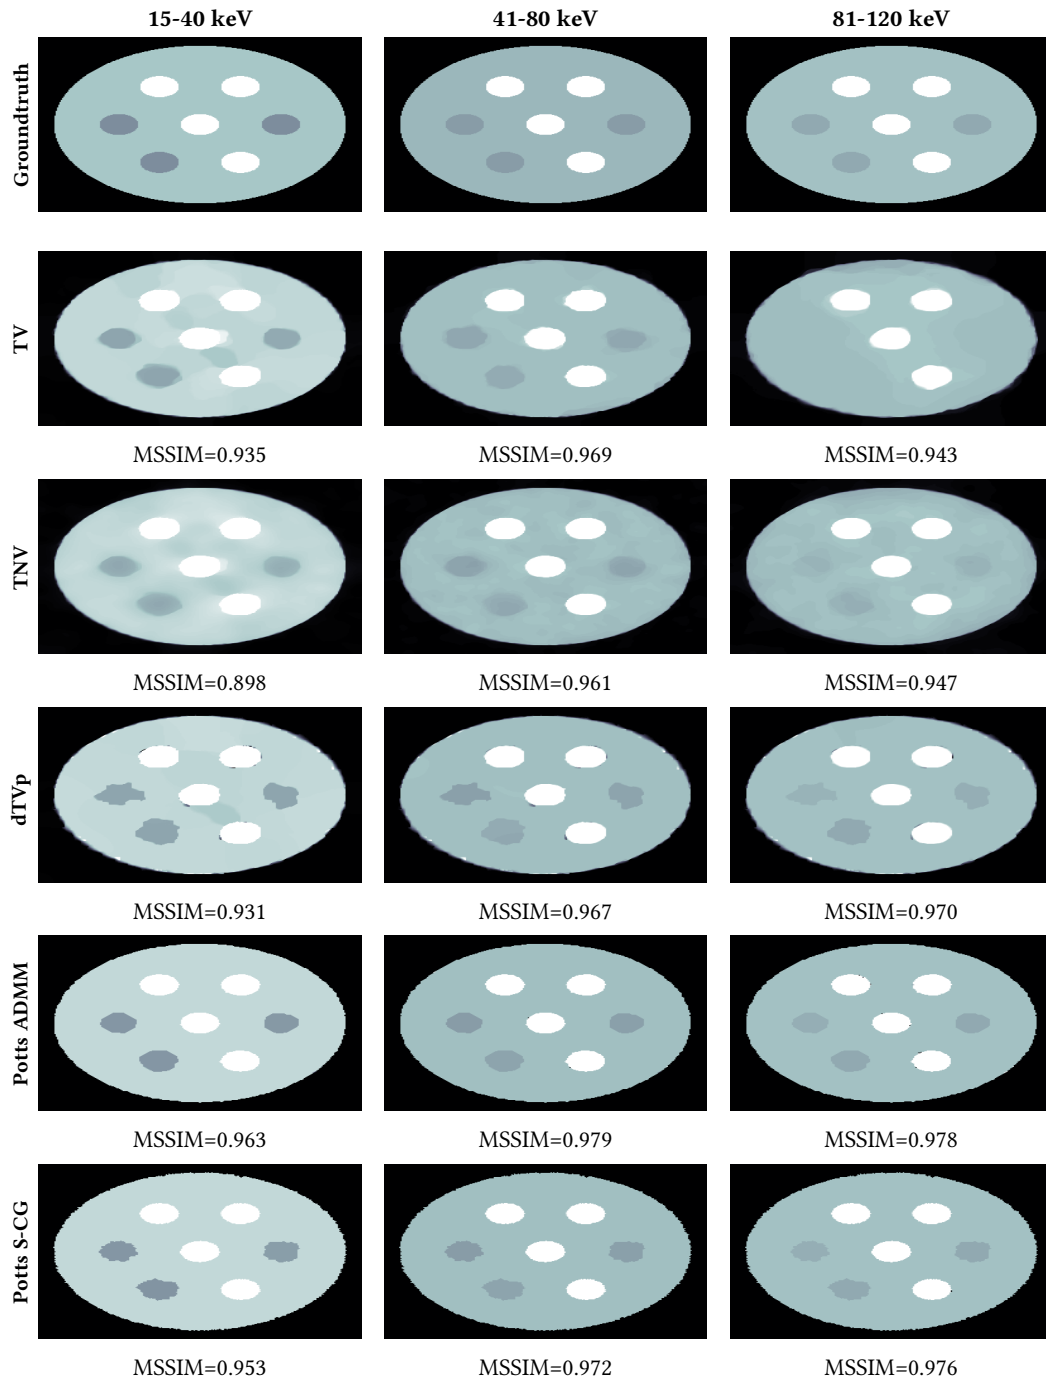 15-40 keV 41-80 keV 81-120 keV
Groundtruth
TV
MSSIM=0.935 MSSIM=0.969 MSSIM=0.943
TNV
MSSIM=0.898 MSSIM=0.961 MSSIM=0.947
dTVp
MSSIM=0.931 MSSIM=0.967 MSSIM=0.970
Potts ADMM
MSSIM=0.963 MSSIM=0.979 MSSIM=0.978
Potts S-CG
MSSIM=0.953 MSSIM=0.972 MSSIM=0.976